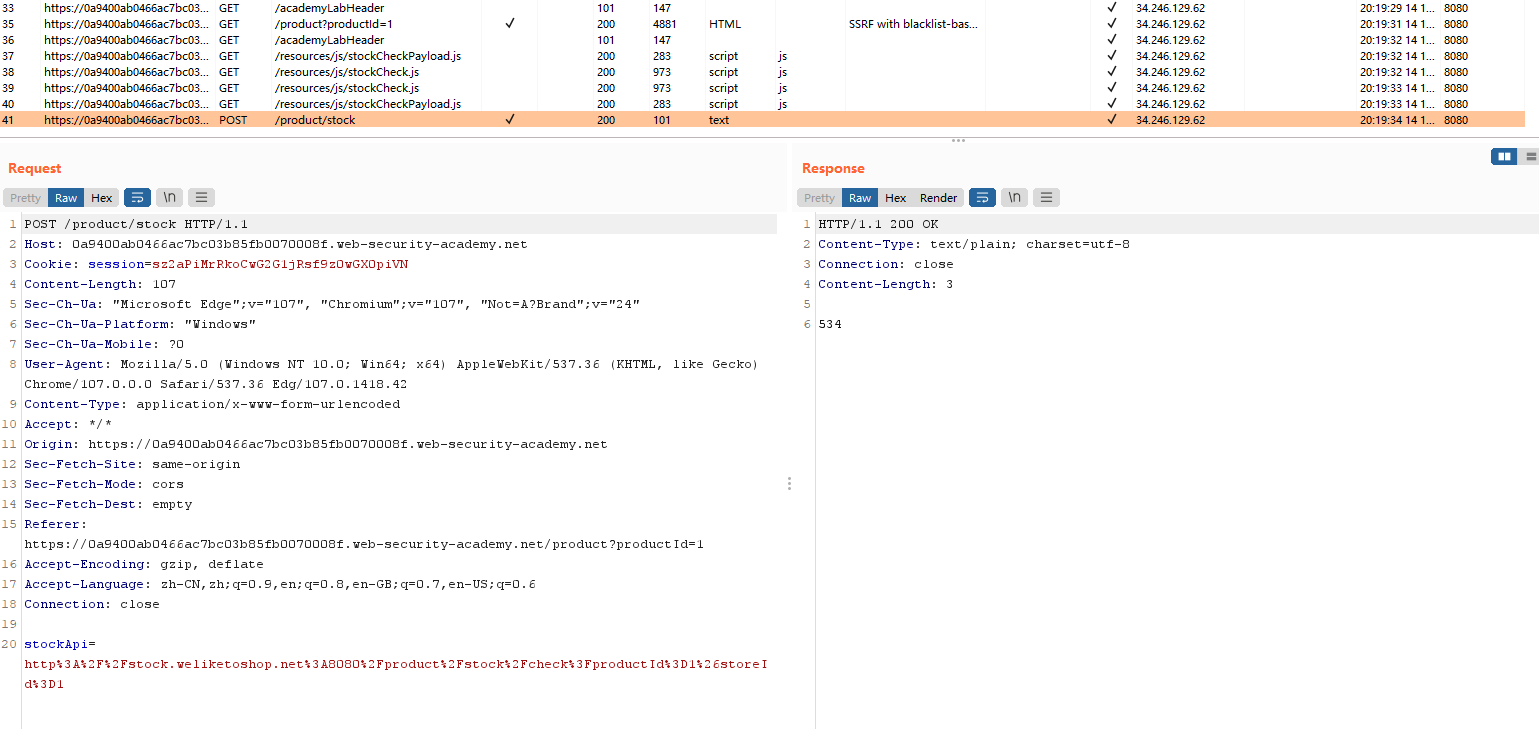 33 https://0a9400ab0466ac7bc03... GET /academyLabHeader 101 147 ✓ 34.246.129.62 20:19:29 14 1... 8080
35 https://0a9400ab0466ac7bc03... GET /product?productId=1 ✓ 200 4881 HTML SSRF with blacklist-bas... ✓ 34.246.129.62 20:19:31 14 1... 8080
36 https://0a9400ab0466ac7bc03... GET /academyLabHeader 101 147 ✓ 34.246.129.62 20:19:32 14 1... 8080
37 https://0a9400ab0466ac7bc03... GET /resources/js/stockCheckPayload.js 200 283 script js ✓ 34.246.129.62 20:19:32 14 1... 8080
38 https://0a9400ab0466ac7bc03... GET /resources/js/stockCheck.js 200 973 script js ✓ 34.246.129.62 20:19:32 14 1... 8080
39 https://0a9400ab0466ac7bc03... GET /resources/js/stockCheck.js 200 973 script js ✓ 34.246.129.62 20:19:33 14 1... 8080
40 https://0a9400ab0466ac7bc03... GET /resources/js/stockCheckPayload.js 200 283 script js ✓ 34.246.129.62 20:19:33 14 1... 8080
41 https://0a9400ab0466ac7bc03... POST /product/stock ✓ 200 101 text ✓ 34.246.129.62 20:19:34 14 1... 8080
Request
Pretty Raw Hex \n
1 POST /product/stock HTTP/1.1
2 Host: 0a9400ab0466ac7bc03b85fb0070008f.web-security-academy.net
3 Cookie: session=sz2aPiMrRkoCwG2G1jRsf9zOwGXOpiVN
4 Content-Length: 107
5 Sec-Ch-Ua: "Microsoft Edge";v="107", "Chromium";v="107", "Not=A?Brand";v="24"
6 Sec-Ch-Ua-Platform: "Windows"
7 Sec-Ch-Ua-Mobile: ?0
8 User-Agent: Mozilla/5.0 (Windows NT 10.0; Win64; x64) AppleWebKit/537.36 (KHTML, like Gecko)
Chrome/107.0.0.0 Safari/537.36 Edg/107.0.1418.42
9 Content-Type: application/x-www-form-urlencoded
10 Accept: */*
11 Origin: https://0a9400ab0466ac7bc03b85fb0070008f.web-security-academy.net
12 Sec-Fetch-Site: same-origin
13 Sec-Fetch-Mode: cors
14 Sec-Fetch-Dest: empty
15 Referer:
https://0a9400ab0466ac7bc03b85fb0070008f.web-security-academy.net/product?productId=1
16 Accept-Encoding: gzip, deflate
17 Accept-Language: zh-CN,zh;q=0.9,en;q=0.8,en-GB;q=0.7,en-US;q=0.6
18 Connection: close
19
20 stockApi=
http%3A%2F%2Fstock.weliketoshop.net%3A8080%2Fproduct%2Fstock%2Fcheck%3FproductId%3D1%26storeI
d%3D1
Response
Pretty Raw Hex Render \n
1 HTTP/1.1 200 OK
2 Content-Type: text/plain; charset=utf-8
3 Connection: close
4 Content-Length: 3
5
6 534